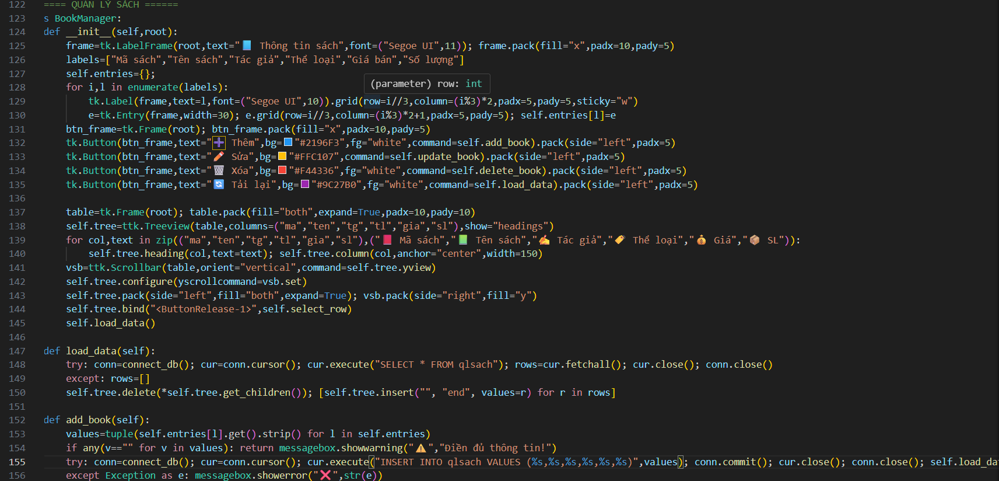 122 ==== QUẢN LÝ SÁCH ======
123 s BookManager:
124 def __init__(self,root):
125 frame=tk.LabelFrame(root,text="📘 Thông tin sách",font=("Segoe UI",11)); frame.pack(fill="x",padx=10,pady=5)
126 labels=["Mã sách","Tên sách","Tác giả","Thể loại","Giá bán","Số lượng"]
127 self.entries={};
(parameter) row: int
128 for i,l in enumerate(labels):
129 tk.Label(frame,text=l,font=("Segoe UI",10)).grid(row=i//3,column=(i%3)*2,padx=5,pady=5,sticky="w")
130 e=tk.Entry(frame,width=30); e.grid(row=i//3,column=(i%3)*2+1,padx=5,pady=5); self.entries[l]=e
131 btn_frame=tk.Frame(root); btn_frame.pack(fill="x",padx=10,pady=5)
132 tk.Button(btn_frame,text="➕ Thêm",bg="#2196F3",fg="white",command=self.add_book).pack(side="left",padx=5)
133 tk.Button(btn_frame,text="✏️ Sửa",bg="#FFC107",command=self.update_book).pack(side="left",padx=5)
134 tk.Button(btn_frame,text="🗑️ Xóa",bg="#F44336",fg="white",command=self.delete_book).pack(side="left",padx=5)
135 tk.Button(btn_frame,text="🔄 Tải lại",bg="#9C27B0",fg="white",command=self.load_data).pack(side="left",padx=5)
136
137 table=tk.Frame(root); table.pack(fill="both",expand=True,padx=10,pady=10)
138 self.tree=ttk.Treeview(table,columns=("ma","ten","tg","tl","gia","sl"),show="headings")
139 for col,text in zip(("ma","ten","tg","tl","gia","sl"),("📕 Mã sách","📗 Tên sách","✍️ Tác giả","🏷️ Thể loại","💰 Giá","📦 SL")):
140 self.tree.heading(col,text=text); self.tree.column(col,anchor="center",width=150)
141 vsb=ttk.Scrollbar(table,orient="vertical",command=self.tree.yview)
142 self.tree.configure(yscrollcommand=vsb.set)
143 self.tree.pack(side="left",fill="both",expand=True); vsb.pack(side="right",fill="y")
144 self.tree.bind("<ButtonRelease-1>",self.select_row)
145 self.load_data()
146
147 def load_data(self):
148 try: conn=connect_db(); cur=conn.cursor(); cur.execute("SELECT * FROM qlsach"); rows=cur.fetchall(); cur.close(); conn.close()
149 except: rows=[]
150 self.tree.delete(*self.tree.get_children()); [self.tree.insert("", "end", values=r) for r in rows]
151
152 def add_book(self):
153 values=tuple(self.entries[l].get().strip() for l in self.entries)
154 if any(v=="" for v in values): return messagebox.showwarning("⚠️","Điền đủ thông tin!")
155 try: conn=connect_db(); cur=conn.cursor(); cur.execute("INSERT INTO qlsach VALUES (%s,%s,%s,%s,%s,%s)",values); conn.commit(); cur.close(); conn.close(); self.load_da
156 except Exception as e: messagebox.showerror("❌",str(e))